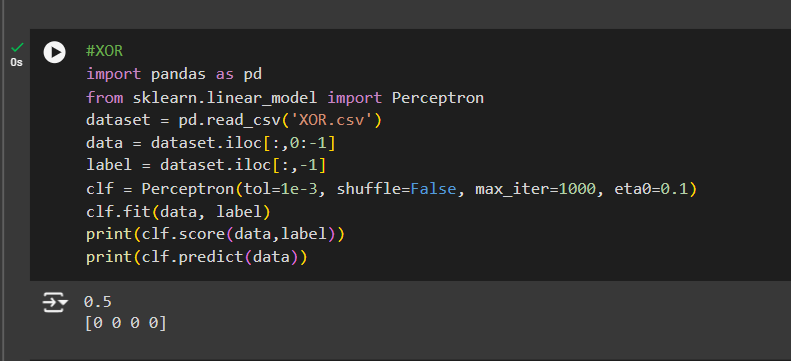 0s
#XOR
import pandas as pd
from sklearn.linear_model import Perceptron
dataset = pd.read_csv('XOR.csv')
data = dataset.iloc[:,0:-1]
label = dataset.iloc[:,-1]
clf = Perceptron(tol=1e-3, shuffle=False, max_iter=1000, eta0=0.1)
clf.fit(data, label)
print(clf.score(data,label))
print(clf.predict(data))
0.5
[0 0 0 0]